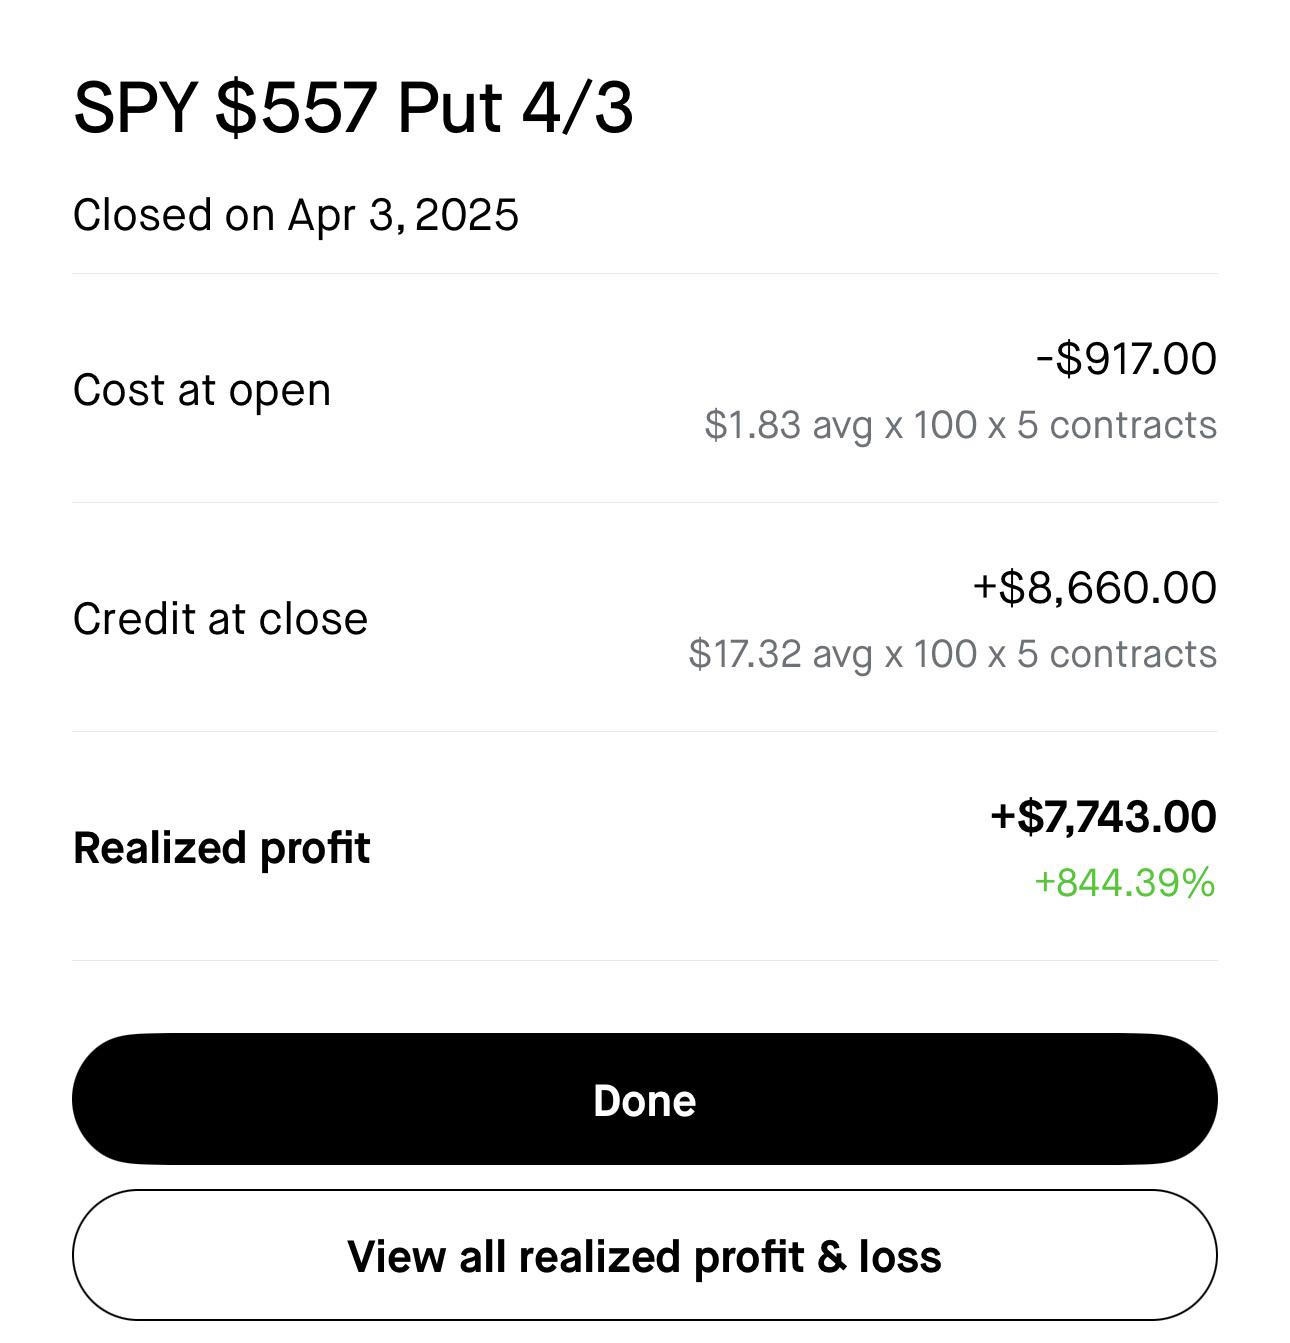 SPY $557 Put 4/3
Closed on Apr 3, 2025
Cost at open
-$917.00
$1.83 avg x 100 x 5 contracts
Credit at close
+$8,660.00
$17.32 avg x 100 x 5 contracts
Realized profit
+$7,743.00
+844.39%
Done
View all realized profit & loss